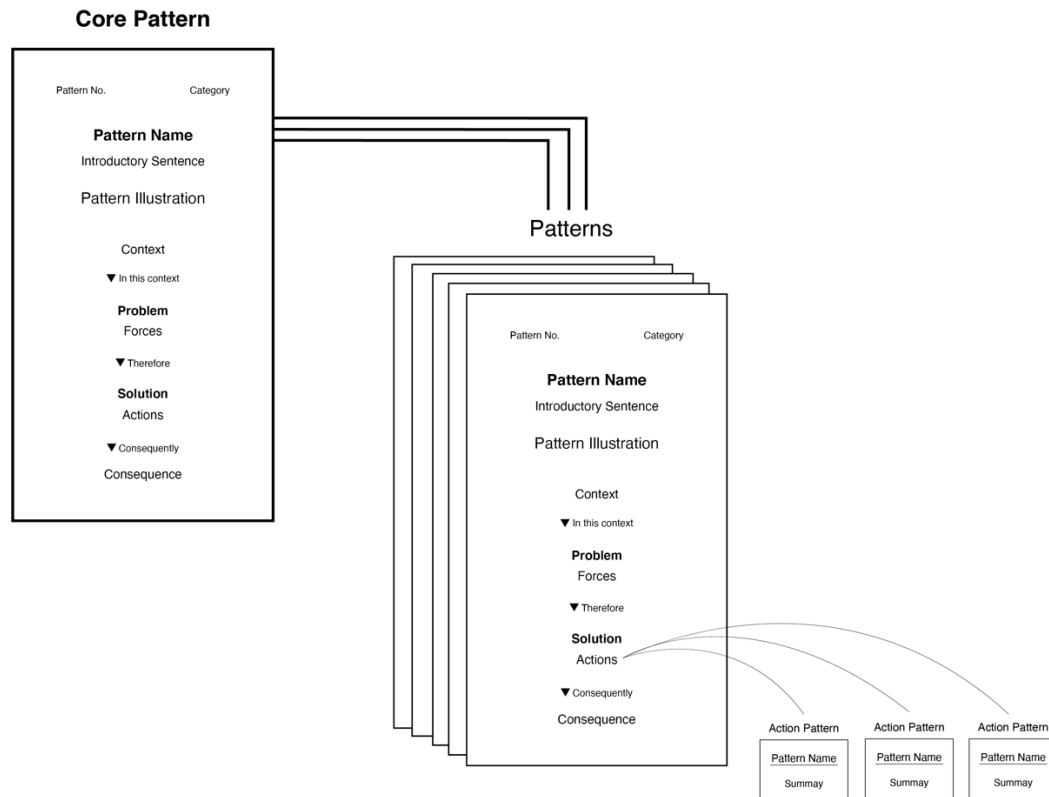 Core Pattern
Pattern No. Category
Pattern Name
Introductory Sentence
Pattern Illustration
Context
▼ In this context
Problem
Forces
▼ Therefore
Solution
Actions
▼ Consequently
Consequence
Patterns
Pattern No. Category
Pattern Name
Introductory Sentence
Pattern Illustration
Context
▼ In this context
Problem
Forces
▼ Therefore
Solution
Actions
▼ Consequently
Consequence
Action Pattern Action Pattern Action Pattern
Pattern Name Pattern Name Pattern Name
Summay Summay Summay